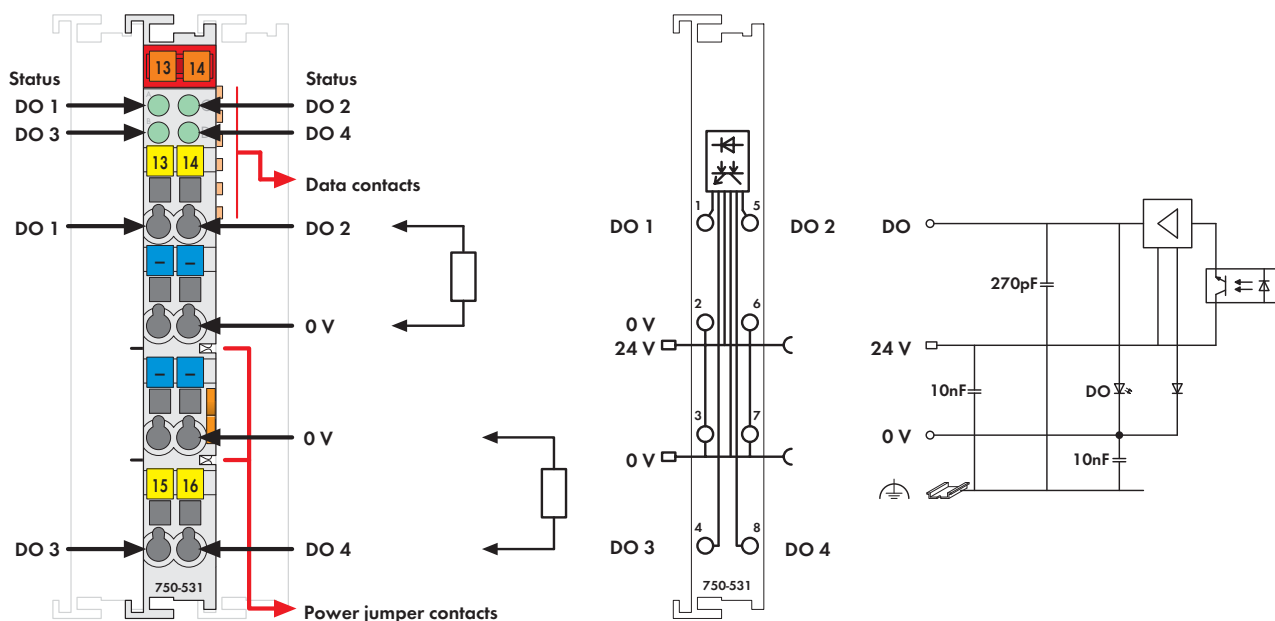 13 14
Status Status
A C
DO 1 DO 2
B D
DO 3 DO 4
13 14
Data contacts
DO 1 DO 2
– –
0 V
– –
0 V
15 16
DO 3 DO 4
750-531
Power jumper contacts
1 5
DO 1 DO 2
2 6
0 V
24 V
3 7
0 V
4 8
DO 3 DO 4
750-531
DO
270pF
24 V
10nF DO
0 V
10nF